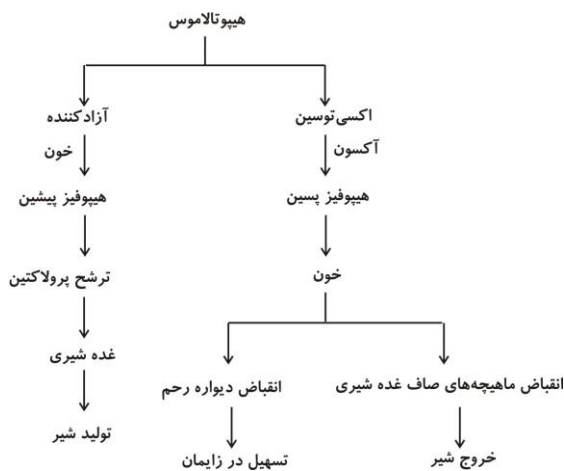 هیپوتالاموس
اکسی‌توسین
آزادکننده
آکسون
خون
هیپوفیز پسین
هیپوفیز پیشین
خون
ترشح پرولاکتین
غده شیری
انقباض ماهیچه‌های صاف غده شیری
انقباض دیواره رحم
تولید شیر
خروج شیر
تسهیل در زایمان